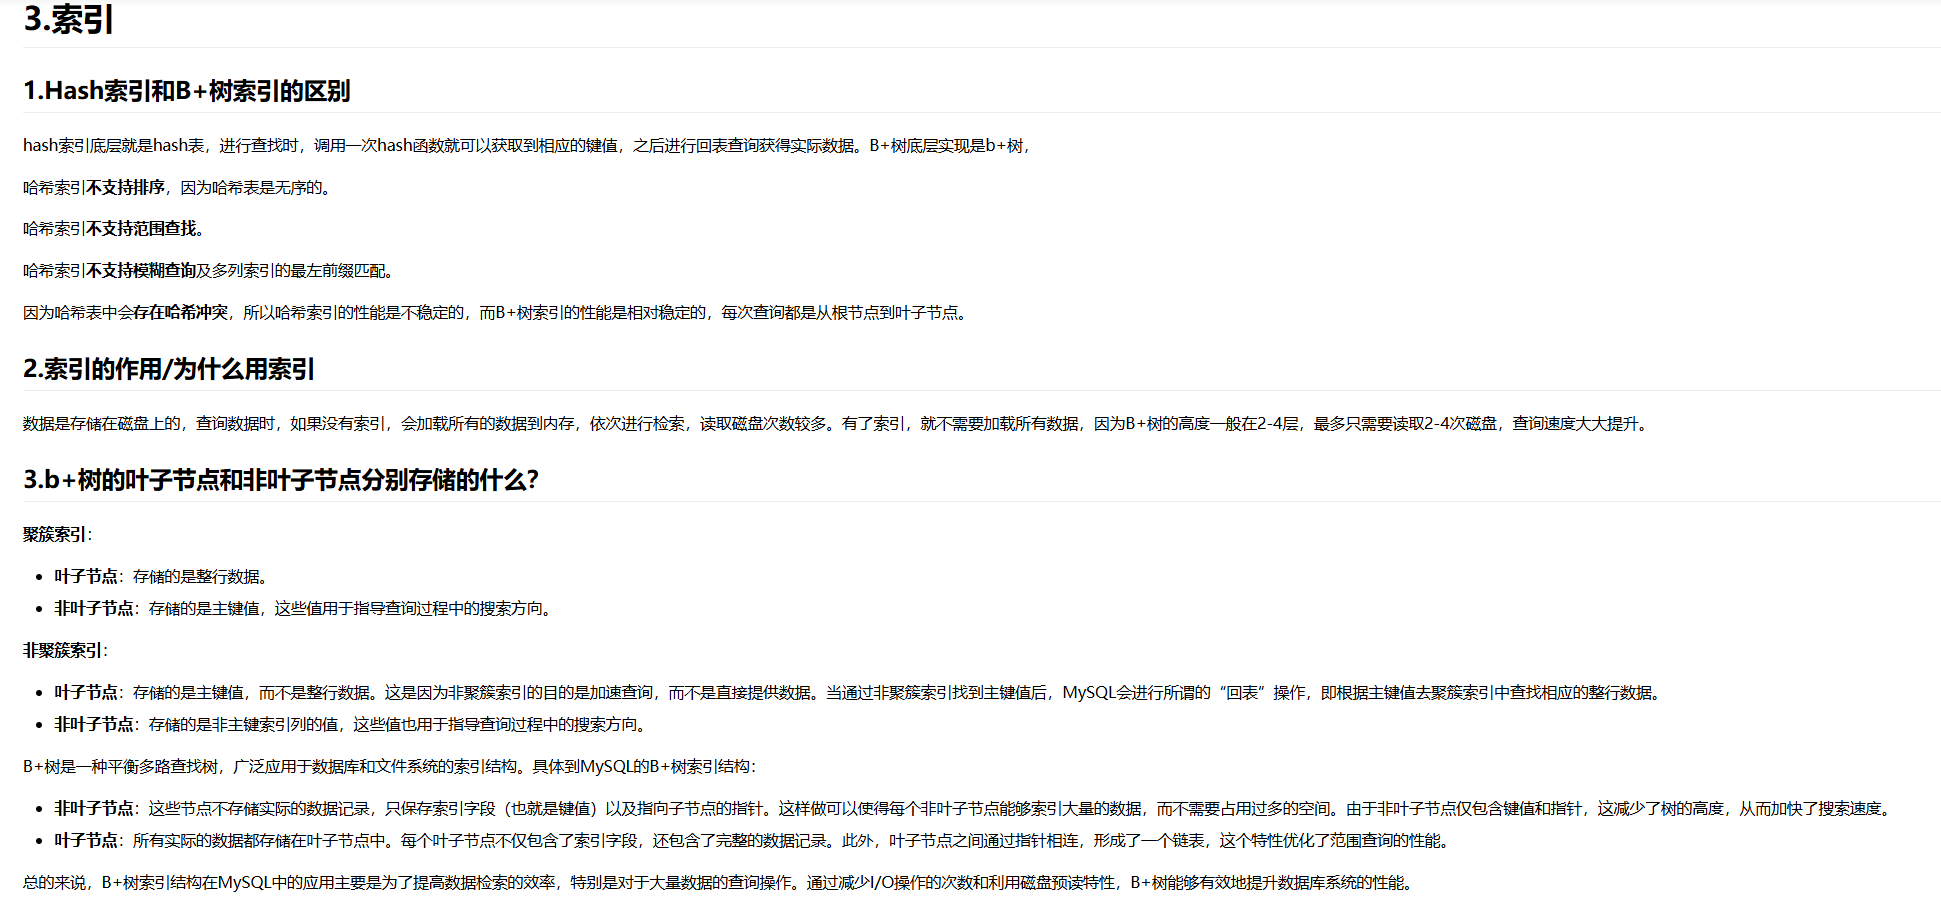 3.索引
1.Hash索引和B+树索引的区别
hash索引底层就是hash表，进行查找时，调用一次hash函数就可以获取到相应的键值，之后进行回表查询获得实际数据。B+树底层实现是b+树，
哈希索引不支持排序，因为哈希表是无序的。
哈希索引不支持范围查找。
哈希索引不支持模糊查询及多列索引的最左前缀匹配。
因为哈希表中会存在哈希冲突，所以哈希索引的性能是不稳定的，而B+树索引的性能是相对稳定的，每次查询都是从根节点到叶子节点。
2.索引的作用/为什么用索引
数据是存储在磁盘上的，查询数据时，如果没有索引，会加载所有的数据到内存，依次进行检索，读取磁盘次数较多。有了索引，就不需要加载所有数据，因为B+树的高度一般在2-4层，最多只需要读取2-4次磁盘，查询速度大大提升。
3.b+树的叶子节点和非叶子节点分别存储的什么？
聚簇索引：
• 叶子节点：存储的是整行数据。
• 非叶子节点：存储的是主键值，这些值用于指导查询过程中的搜索方向。
非聚簇索引：
• 叶子节点：存储的是主键值，而不是整行数据。这是因为非聚簇索引的目的是加速查询，而不是直接提供数据。当通过非聚簇索引找到主键值后，MySQL会进行所谓的“回表”操作，即根据主键值去聚簇索引中查找相应的整行数据。
• 非叶子节点：存储的是非主键索引列的值，这些值也用于指导查询过程中的搜索方向。
B+树是一种平衡多路查找树，广泛应用于数据库和文件系统的索引结构。具体到MySQL的B+树索引结构：
• 非叶子节点：这些节点不存储实际的数据记录，只保存索引字段（也就是键值）以及指向子节点的指针。这样做可以使得每个非叶子节点能够索引大量的数据，而不需要占用过多的空间。由于非叶子节点仅包含键值和指针，这减少了树的高度，从而加快了搜索速度。
• 叶子节点：所有实际的数据都存储在叶子节点中。每个叶子节点不仅包含了索引字段，还包含了完整的数据记录。此外，叶子节点之间通过指针相连，形成了一个链表，这个特性优化了范围查询的性能。
总的来说，B+树索引结构在MySQL中的应用主要是为了提高数据检索的效率，特别是对于大量数据的查询操作。通过减少I/O操作的次数和利用磁盘预读特性，B+树能够有效地提升数据库系统的性能。